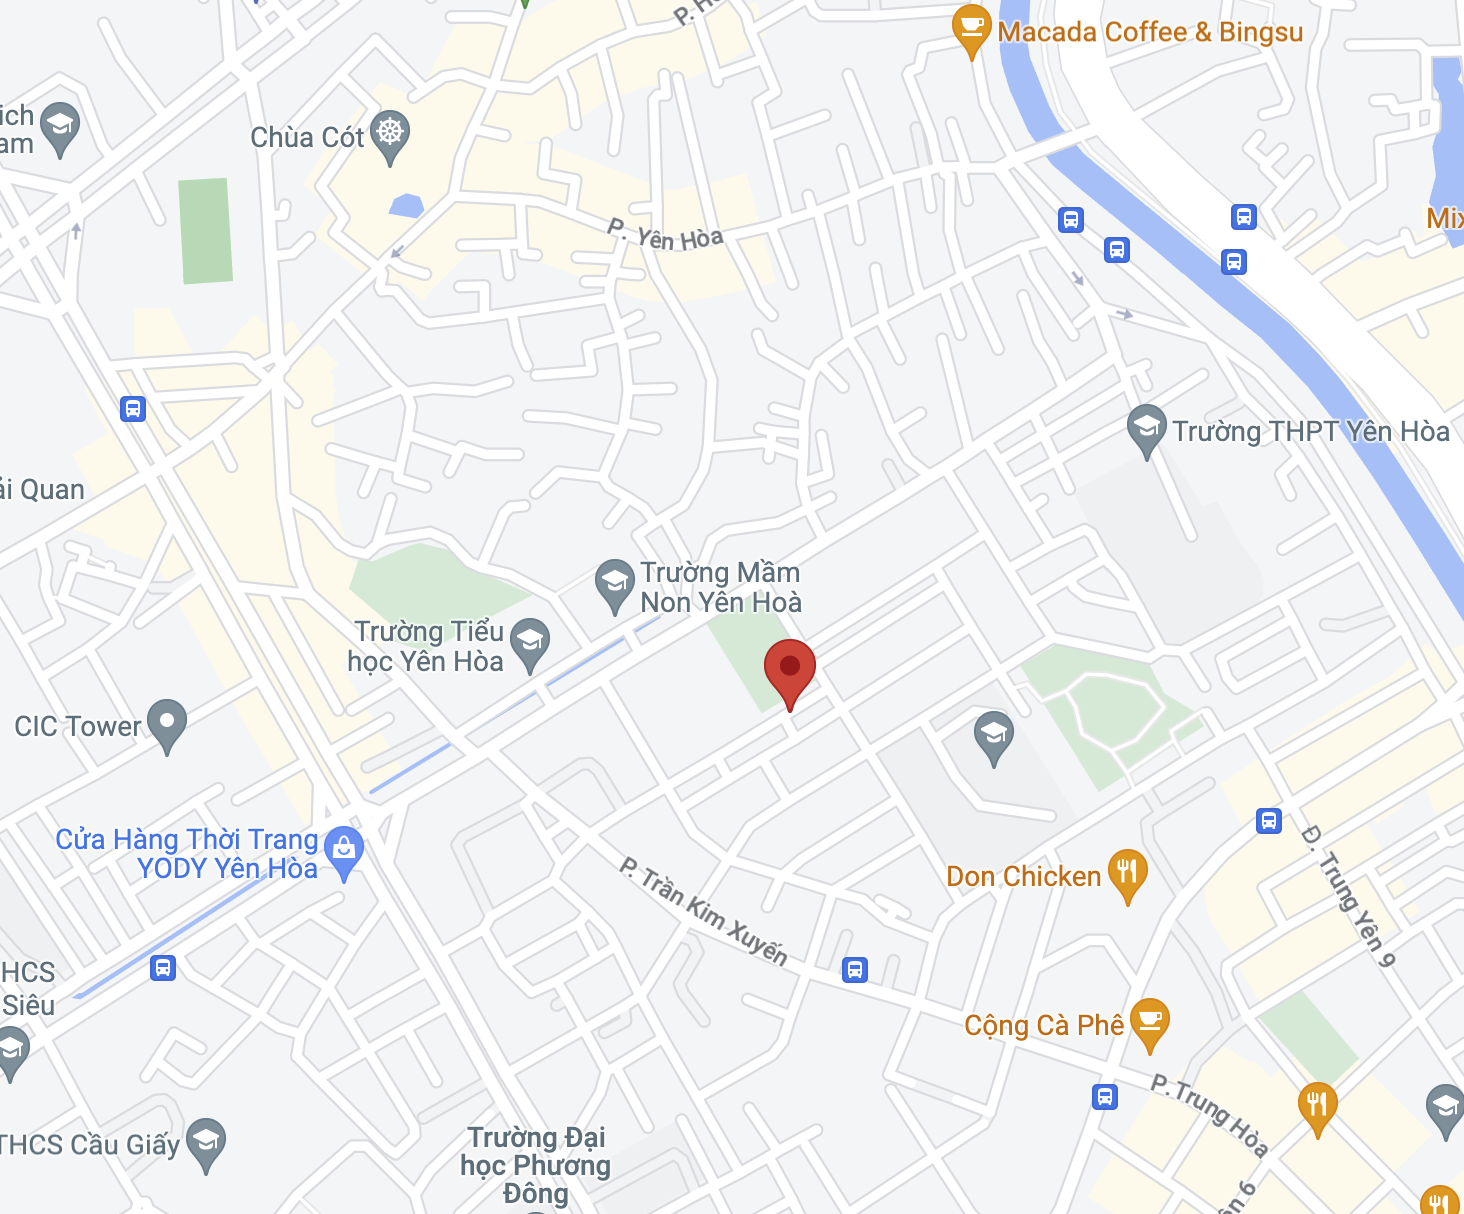 P. H
Macada Coffee & Bingsu
ich
am
Chùa Cót
Mix
P. Yên Hòa
Trường THPT Yên Hòa
ải Quan
Trường Mầm
Non Yên Hoà
Trường Tiểu
học Yên Hòa
CIC Tower
Cửa Hàng Thời Trang
YODY Yên Hòa
Đ. Trung Yên 9
P. Trần Kim Xuyến
Don Chicken
HCS
Siêu
Cộng Cà Phê
P. Trung Hòa
THCS Cầu Giấy
Trường Đại
học Phương
Đông
ên 6